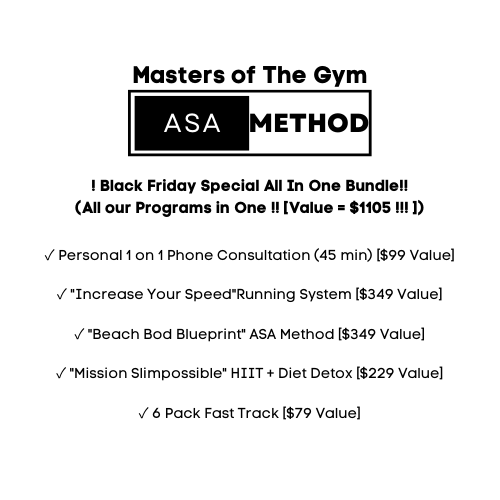 Masters of The Gym
ASA METHOD
! Black Friday Special All In One Bundle!!
(All our Programs in One !! [Value = $1105 !!! ])
✓ Personal 1 on 1 Phone Consultation (45 min) [$99 Value]
✓ "Increase Your Speed"Running System [$349 Value]
✓ "Beach Bod Blueprint" ASA Method [$349 Value]
✓ "Mission Slimpossible" HIIT + Diet Detox [$229 Value]
✓ 6 Pack Fast Track [$79 Value]